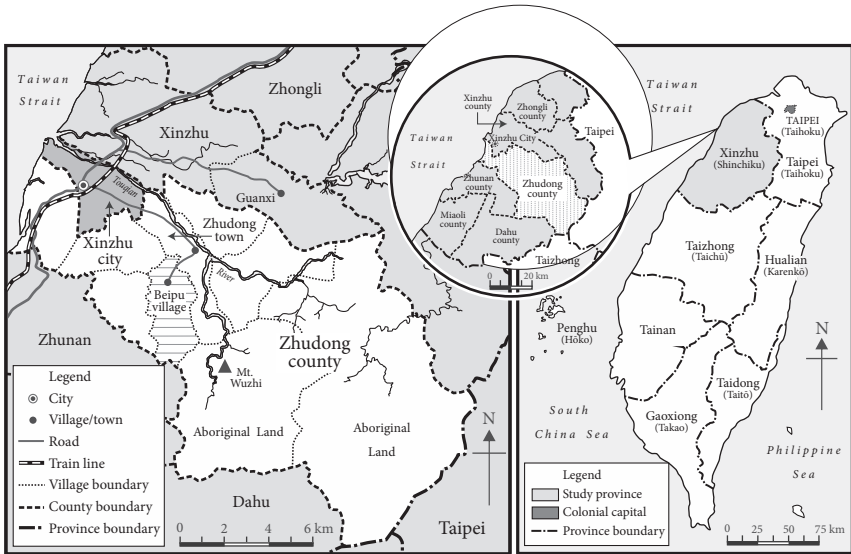 Taiwan
Strait
Zhongli
Xinzhu
Touqian
Guanxi
Zhudong
town
Xinzhu
city
River
Beipu
village
Zhunan
Zhudong
county
Mt.
Wuzhi
Aboriginal Land
Aboriginal
Land
Dahu
Taipei
N
Legend
City
Village/town
Road
Train line
Village boundary
County boundary
Province boundary
0 2 4 6 km
Xinzhu
county
Zhongli
county
Taiwan
Strait
Xinzhu City
Taipei
Zhunan
county
Zhudong
county
Miaoli
county
Dahu
county
Taizhong
0 20 km
Taiwan
Strait
TAIPEI
(Taihoku)
Xinzhu
(Shinchiku)
Taipei
(Taihoku)
Taizhong
(Taichū)
Hualian
(Karenkō)
Penghu
(Hōko)
Tainan
Taidong
(Taitō)
Gaoxiong
(Takao)
South
China Sea
Philippine
Sea
N
Legend
Study province
Colonial capital
Province boundary
0 25 50 75 km